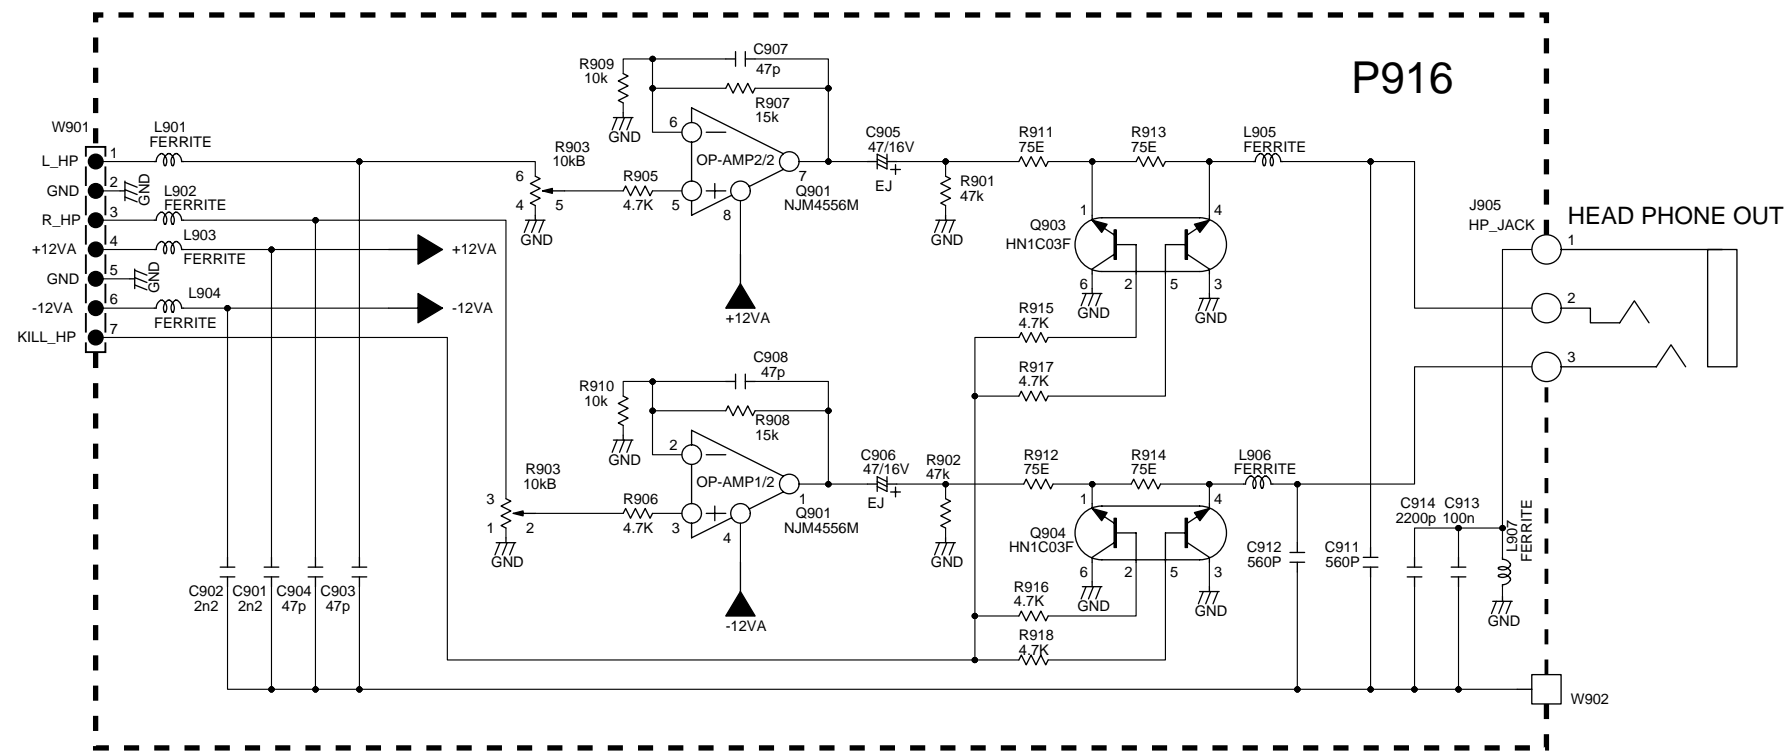 P916
W901
L_HP
1
L901
FERRITE
GND
2
GND
R_HP
3
L902
FERRITE
+12VA
4
L903
FERRITE
+12VA
GND
5
GND
-12VA
6
L904
FERRITE
-12VA
KILL_HP
7
R909
10k
GND
C907
47p
R907
15k
R903
10kB
6
4
5
GND
R905
4.7K
6
5
OP-AMP2/2
7
8
Q901
NJM4556M
+12VA
C905
47/16V
+
EJ
R901
47k
GND
R911
75E
R913
75E
L905
FERRITE
1
4
Q903
HN1C03F
6
2
5
3
GND
GND
R915
4.7K
R917
4.7K
J905
HP_JACK
HEAD PHONE OUT
1
2
3
R910
10k
GND
C908
47p
R908
15k
R903
10kB
3
1
2
GND
R906
4.7K
2
3
OP-AMP1/2
1
4
Q901
NJM4556M
-12VA
C906
47/16V
+
EJ
R902
47k
GND
R912
75E
R914
75E
L906
FERRITE
1
4
Q904
HN1C03F
6
2
5
3
GND
GND
R916
4.7K
R918
4.7K
C902
2n2
C901
2n2
C904
47p
C903
47p
C912
560P
C911
560P
C914
2200p
C913
100n
L907
FERRITE
GND
W902